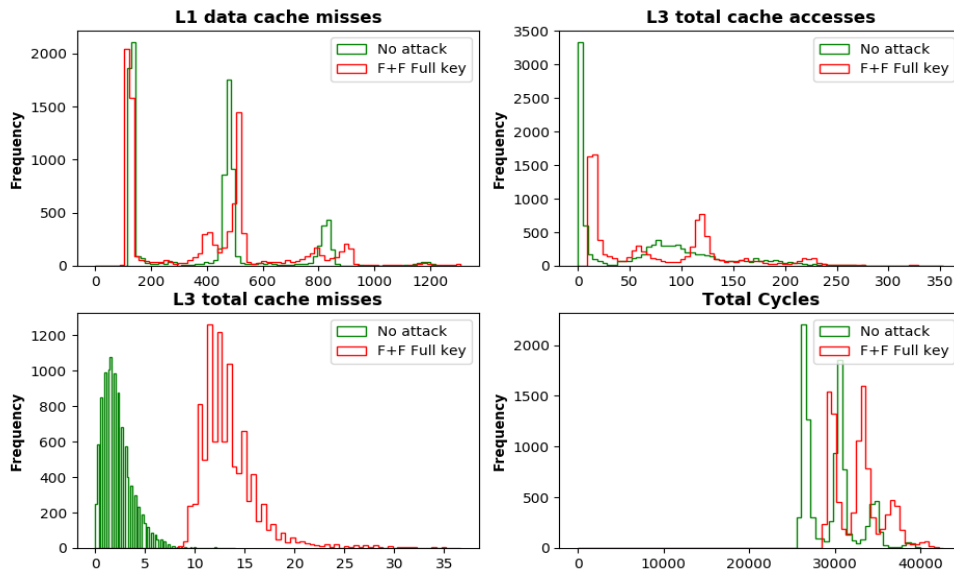 L1 data cache misses
Frequency
2000
1500
1000
500
0
0 200 400 600 800 1000 1200
No attack
F+F Full key
L3 total cache accesses
Frequency
3500
3000
2500
2000
1500
1000
500
0
0 50 100 150 200 250 300 350
No attack
F+F Full key
L3 total cache misses
Frequency
1200
1000
800
600
400
200
0
0 5 10 15 20 25 30 35
No attack
F+F Full key
Total Cycles
Frequency
2000
1500
1000
500
0
0 10000 20000 30000 40000
No attack
F+F Full key